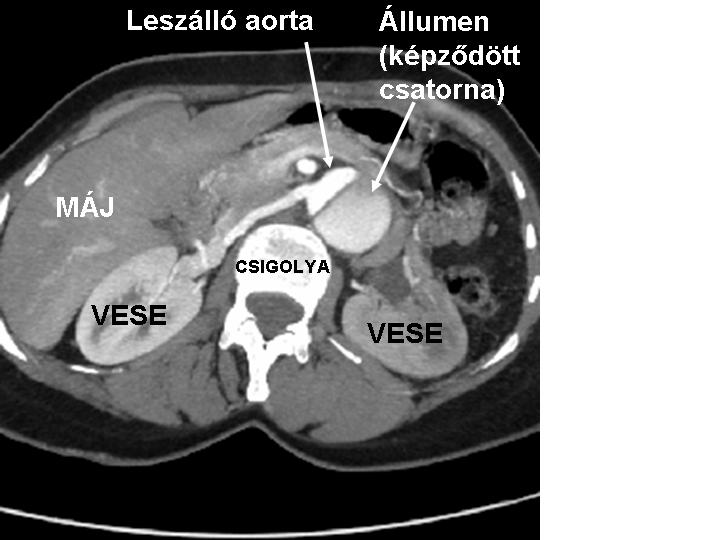 Leszálló aorta
Állumen
(képződött
csatorna)
MÁJ
CSIGOLYA
VESE
VESE